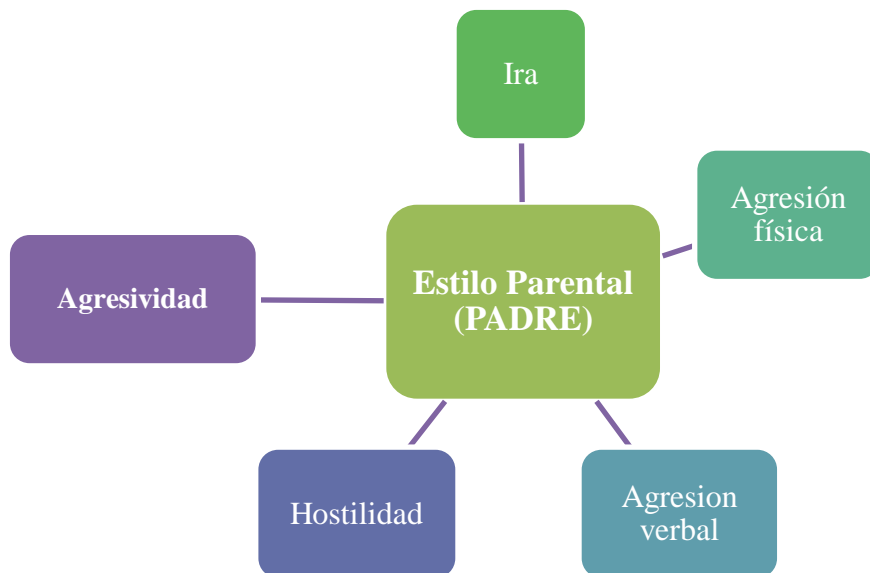 Ira
Agresión
física
Estilo Parental
(PADRE)
Agresividad
Hostilidad
Agresion
verbal